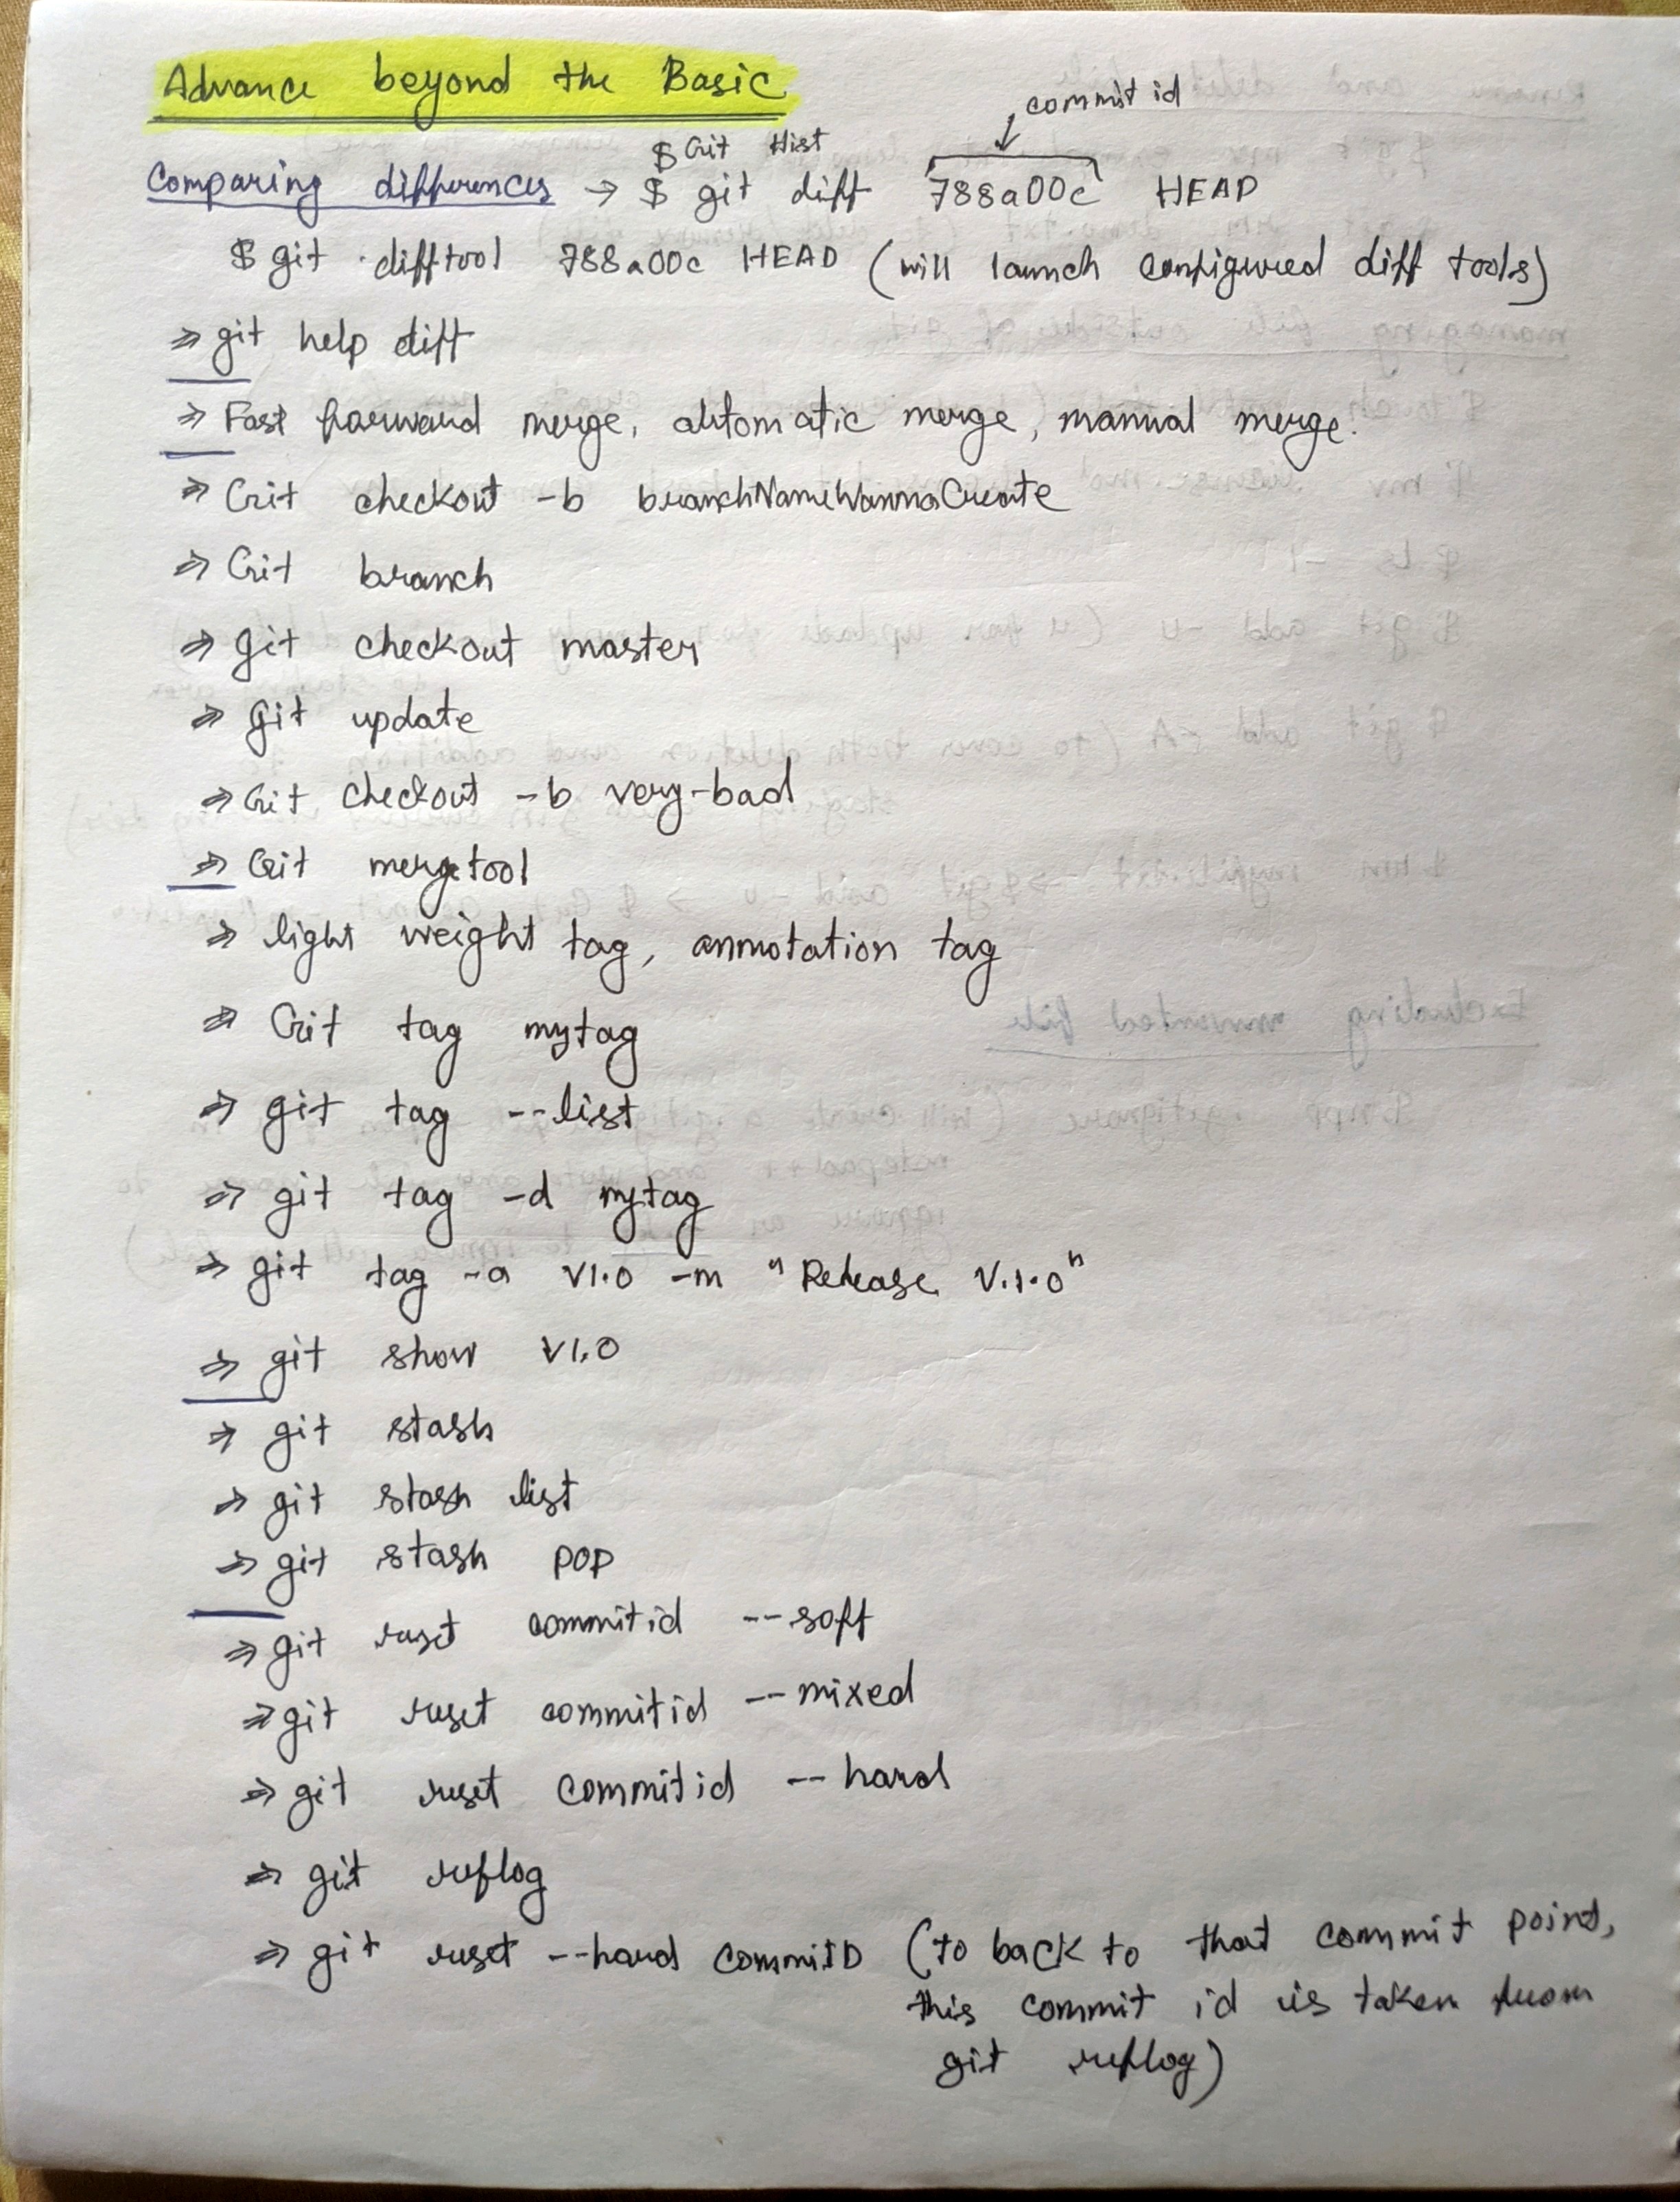 Advance beyond the Basic
commit id
$ Git Hist
Comparing differences → $ git diff 788a00c HEAD
$ git difftool 788a00c HEAD (will launch configured diff tools)
⇒ git help diff
⇒ Fast forward merge, automatic merge, manual merge.
⇒ Git checkout -b branchNameWannaCreate
⇒ Git branch
⇒ git checkout master
⇒ git update
⇒ Git checkout -b very-bad
⇒ Git mergetool
⇒ light weight tag, annotation tag
⇒ Git tag mytag
⇒ git tag --list
⇒ git tag -d mytag
⇒ git tag -a v1.0 -m "Release V.1.0"
⇒ git show v1.0
⇒ git stash
⇒ git stash list
⇒ git stash pop
⇒ git reset commitid --soft
⇒ git reset commitid --mixed
⇒ git reset commitid --hard
⇒ git reflog
⇒ git reset --hard CommitID (to back to that commit point,
this commit id is taken from
git reflog)